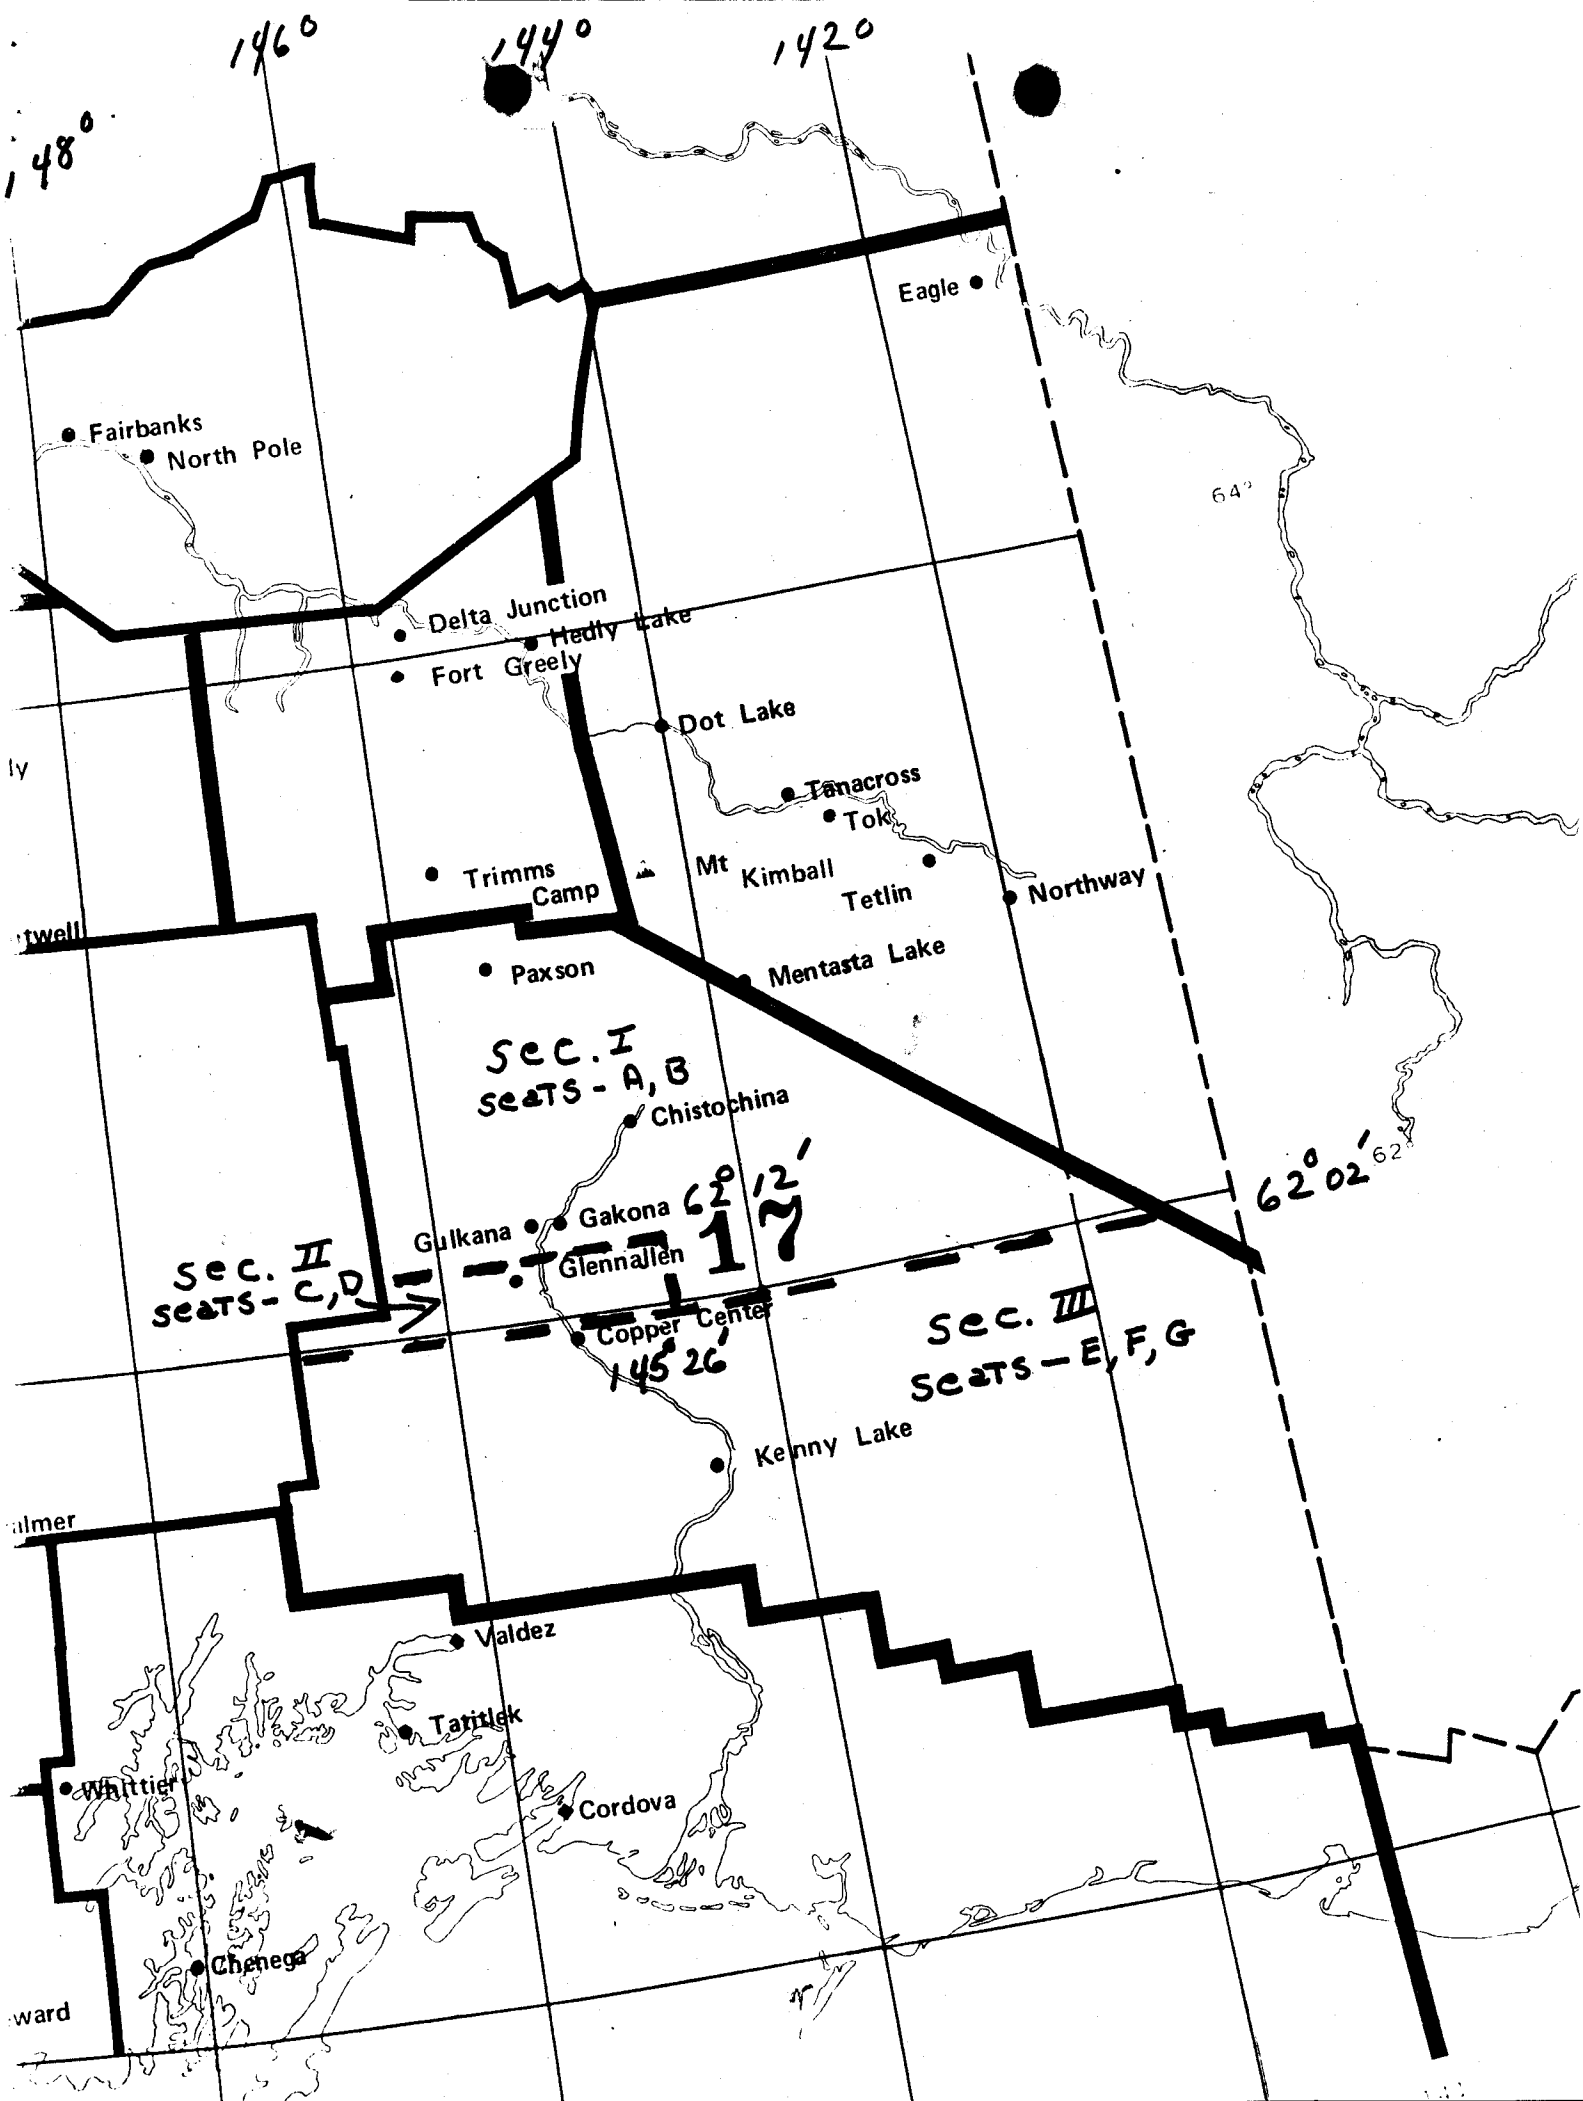 146°
144°
142°
148°
Eagle
Fairbanks
North Pole
64°
Delta Junction
Hedly Lake
Fort Greely
Dot Lake
ly
Tanacross
Tok
Mt Kimball
Trimms
Camp
Tetlin
Northway
twell
Mentasta Lake
Paxson
Sec. I
seats - A, B
Chistochina
62° 12'
62° 02'
62°
Gakona
Gulkana
17
Glennallen
Sec. II
seats - C, D
Copper Center
145° 26'
Sec. III
seats - E, F, G
Kenny Lake
almer
Valdez
Tatitlek
Whittier
Cordova
Chenega
ward